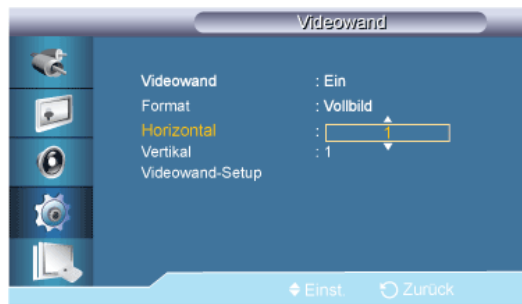 Videowand
Videowand : Ein
Format : Vollbild
Horizontal : 1
Vertikal : 1
Videowand-Setup
Einst. Zurück